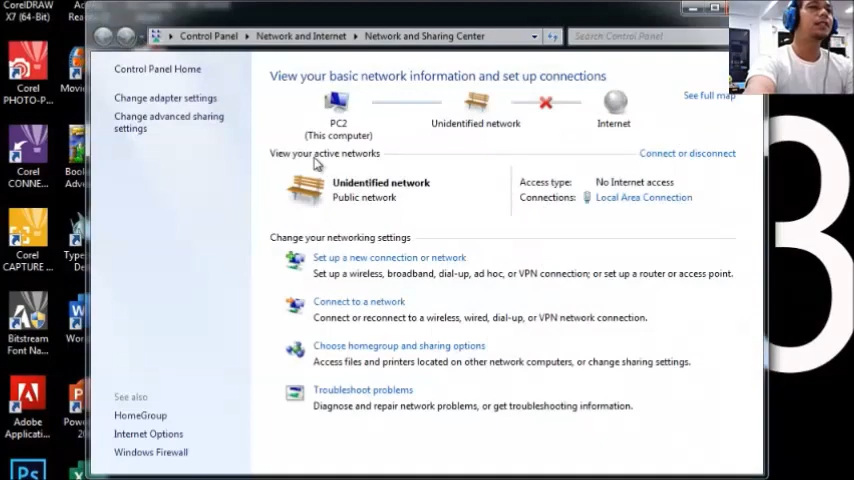 CorelDRAW
X7 (64-Bit)
Ac
Rea
Control Panel
Network and Internet
Network and Sharing Center
Search Control Panel
Corel
PHOTO-P...
Movi
Corel
CONNE...
Corel
CAPTURE ...
Bitstream
Font Na...
Adobe
Applicati...
Ps
Control Panel Home
Change adapter settings
Change advanced sharing
settings
See also
HomeGroup
Internet Options
Windows Firewall
View your basic network information and set up connections
See full map
PC2
(This computer)
Unidentified network
Internet
View your active networks
Connect or disconnect
Unidentified network
Public network
Access type: No Internet access
Connections: Local Area Connection
Change your networking settings
Set up a new connection or network
Set up a wireless, broadband, dial-up, ad hoc, or VPN connection; or set up a router or access point.
Connect to a network
Connect or reconnect to a wireless, wired, dial-up, or VPN network connection.
Choose homegroup and sharing options
Access files and printers located on other network computers, or change sharing settings.
Troubleshoot problems
Diagnose and repair network problems, or get troubleshooting information.
3